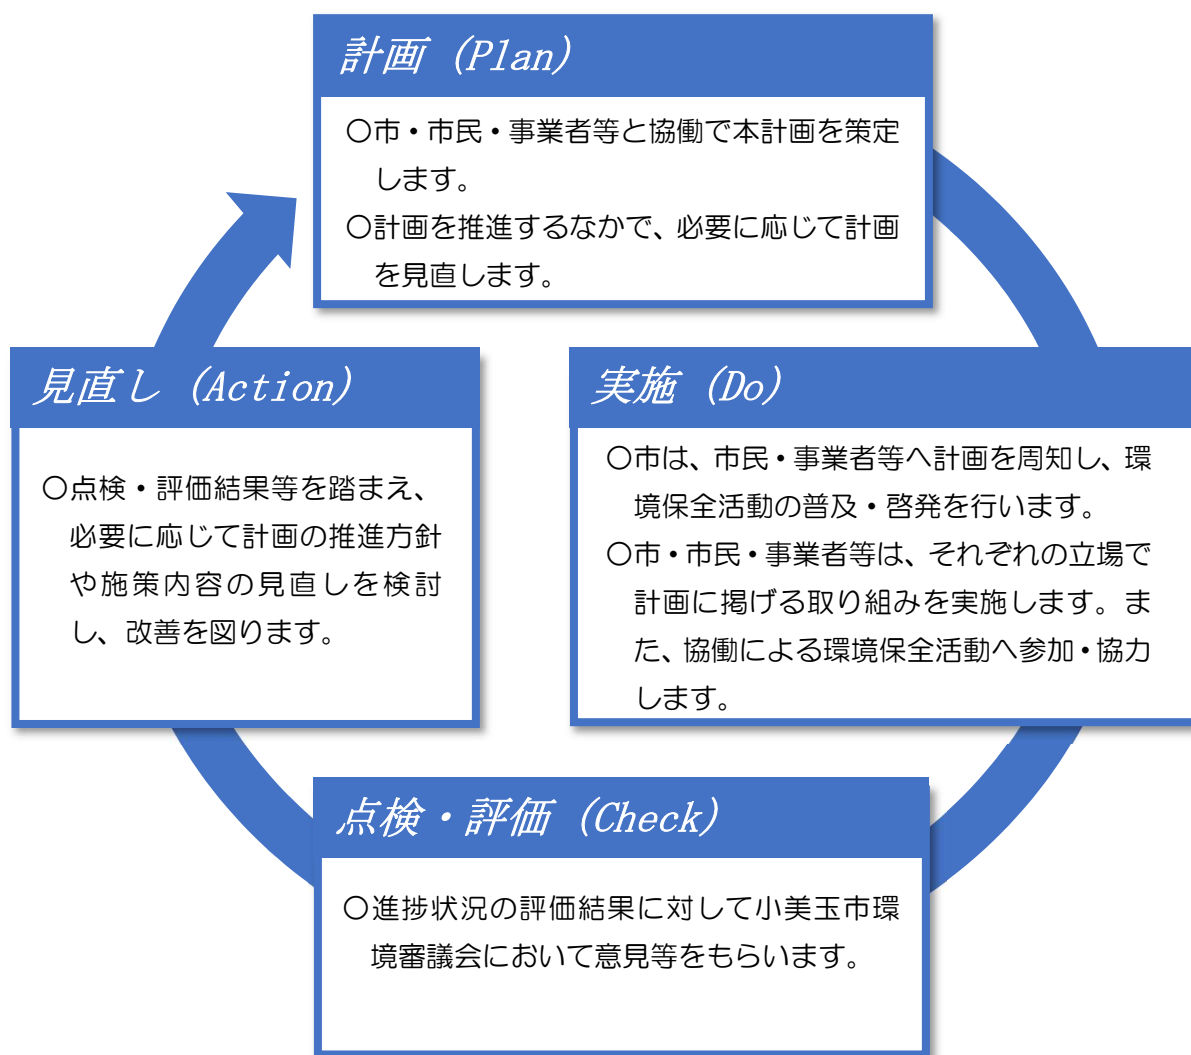 計画 (Plan)
〇市・市民・事業者等と協働で本計画を策定
します。
〇計画を推進するなかで、必要に応じて計画
を見直します。
見直し (Action)
〇点検・評価結果等を踏まえ、
必要に応じて計画の推進方針
や施策内容の見直しを検討
し、改善を図ります。
実施 (Do)
〇市は、市民・事業者等へ計画を周知し、環
境保全活動の普及・啓発を行います。
〇市・市民・事業者等は、それぞれの立場で
計画に掲げる取り組みを実施します。ま
た、協働による環境保全活動へ参加・協力
します。
点検・評価 (Check)
〇進捗状況の評価結果に対して小美玉市環
境審議会において意見等をもらいます。